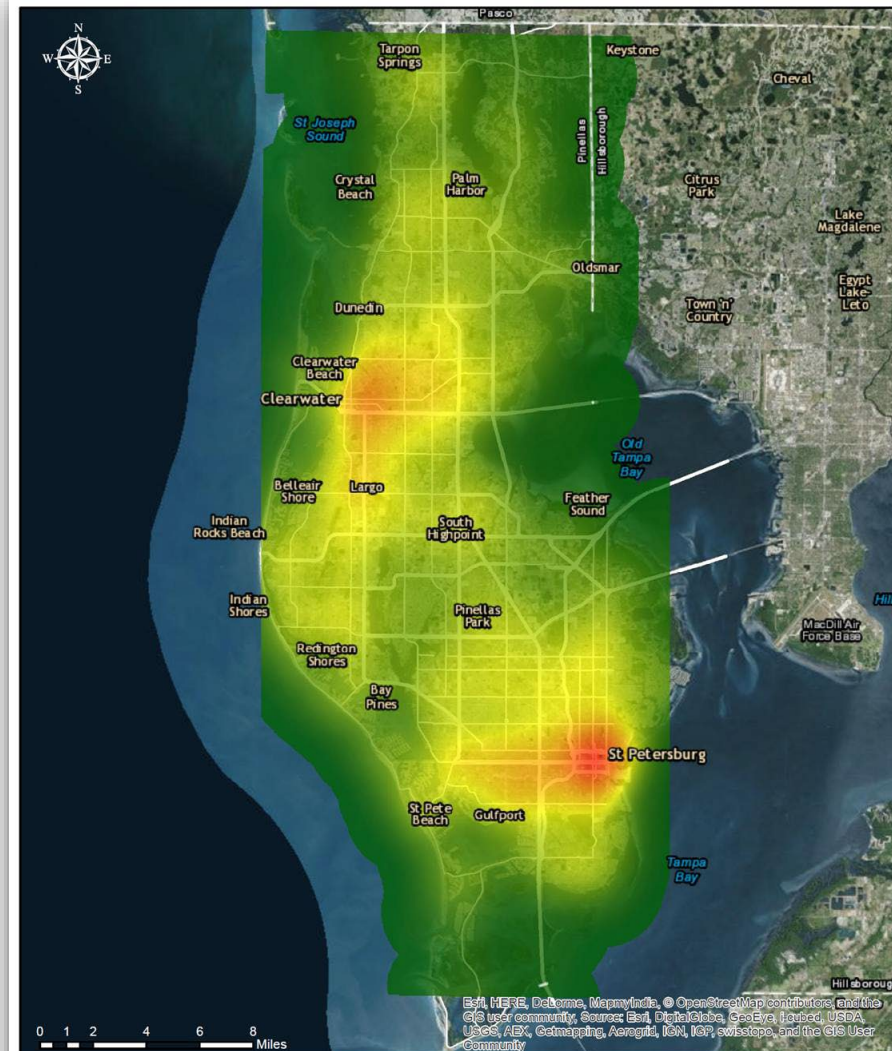 Pasco
N
W E
S
Tarpon
Springs
Keystone
Cheval
St Joseph
Sound
Pinellas
Hillsborough
Crystal
Beach
Palm
Harbor
Citrus
Park
Lake
Magdalene
Oldsmar
Egypt
Lake-
Leto
Dunedin
Town 'n'
Country
Clearwater
Beach
Clearwater
Old
Tampa
Bay
Belleair
Shore
Largo
Feather
Sound
Indian
Rocks Beach
South
Highpoint
Indian
Shores
Pinellas
Park
Hil
MacDill Air
Force Base
Redington
Shores
Bay
Pines
St Petersburg
St Pete
Beach
Gulfport
Tampa
Bay
Hillsboroug
Esri, HERE, DeLorme, MapmyIndia, © OpenStreetMap contributors, and the
GIS user community, Source: Esri, DigitalGlobe, GeoEye, i-cubed, USDA,
USGS, AEX, Getmapping, Aerogrid, IGN, IGP, swisstopo, and the GIS User
Community
0 1 2 4 6 8
Miles